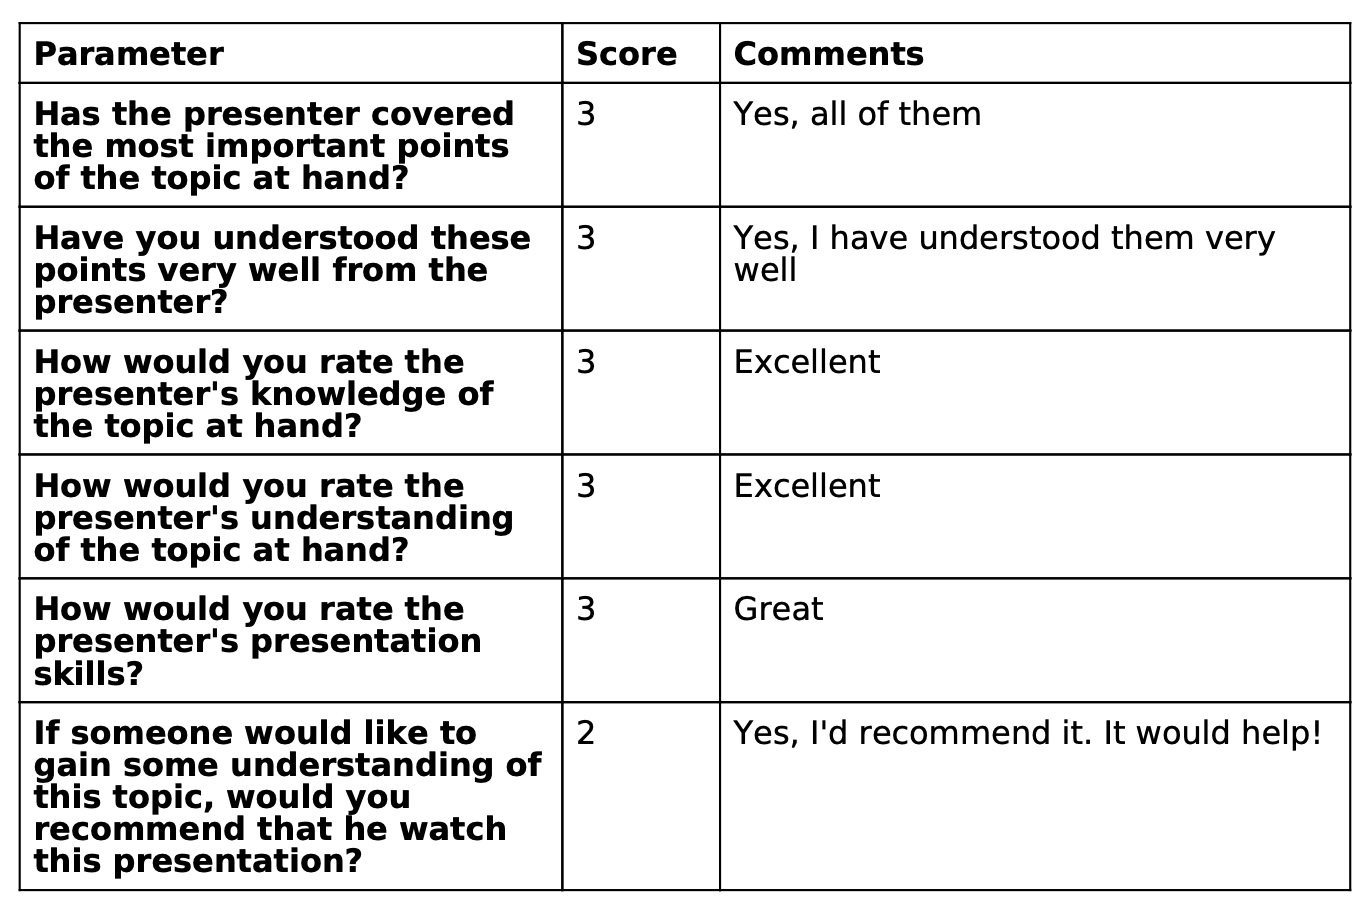 Parameter Score Comments
Has the presenter covered 3 Yes, all of them
the most important points
of the topic at hand?
Have you understood these 3 Yes, I have understood them very
points very well from the well
presenter?
How would you rate the 3 Excellent
presenter's knowledge of
the topic at hand?
How would you rate the 3 Excellent
presenter's understanding
of the topic at hand?
How would you rate the 3 Great
presenter's presentation
skills?
If someone would like to 2 Yes, I'd recommend it. It would help!
gain some understanding of
this topic, would you
recommend that he watch
this presentation?